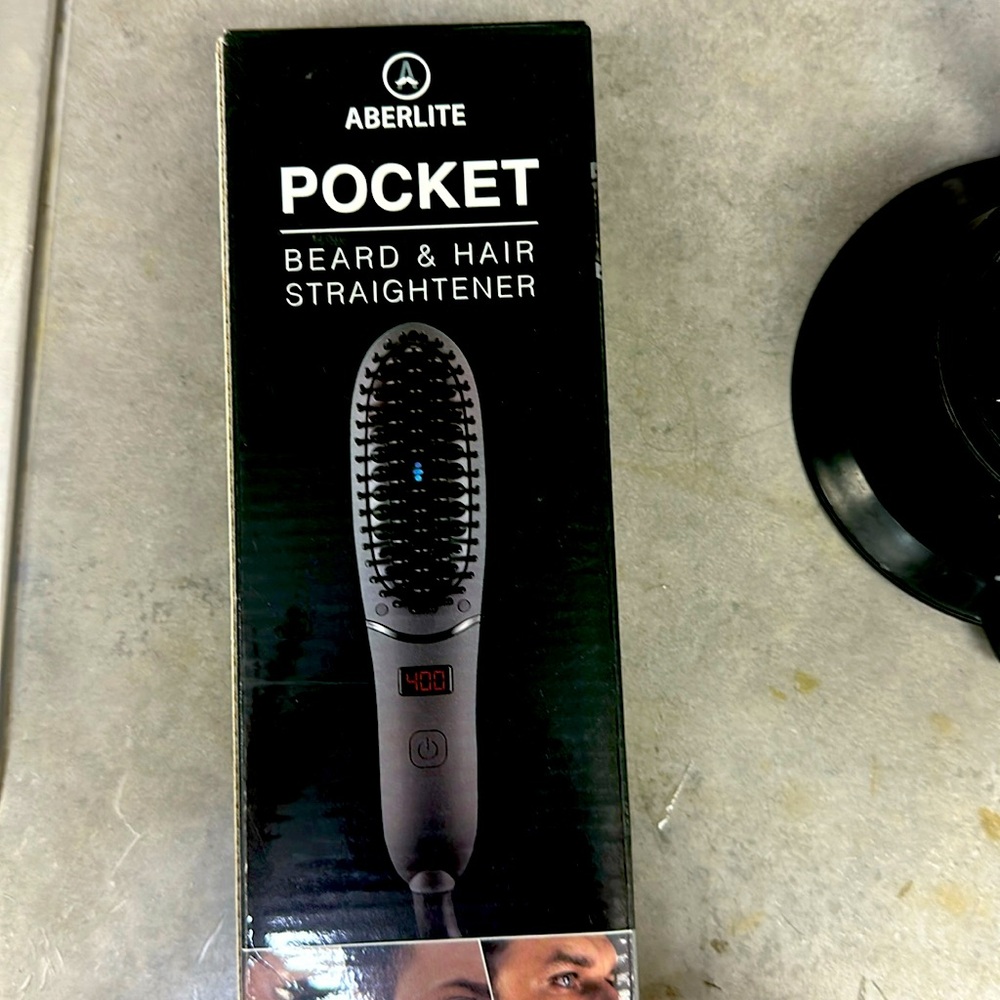 A
ABERLITE
POCKET
BEARD & HAIR
STRAIGHTENER
400